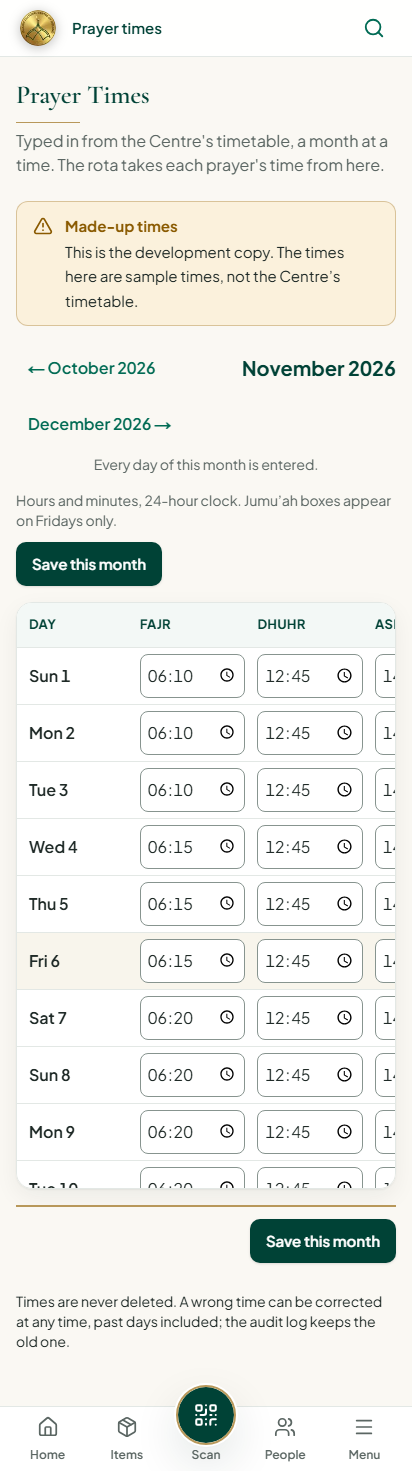 Prayer times
Prayer Times
Typed in from the Centre's timetable, a month at a
time. The rota takes each prayer's time from here.
Made-up times
This is the development copy. The times
here are sample times, not the Centre's
timetable.
← October 2026
November 2026
December 2026 →
Every day of this month is entered.
Hours and minutes, 24-hour clock. Jumu'ah boxes appear
on Fridays only.
Save this month
DAY FAJR DHUHR
Sun 1 06:10 12:45
Mon 2 06:10 12:45
Tue 3 06:10 12:45
Wed 4 06:15 12:45
Thu 5 06:15 12:45
Fri 6 06:15 12:45
Sat 7 06:20 12:45
Sun 8 06:20 12:45
Mon 9 06:20 12:45
Tue 10
Save this month
Times are never deleted. A wrong time can be corrected
at any time, past days included; the audit log keeps the
old one.
Home Items Scan People Menu